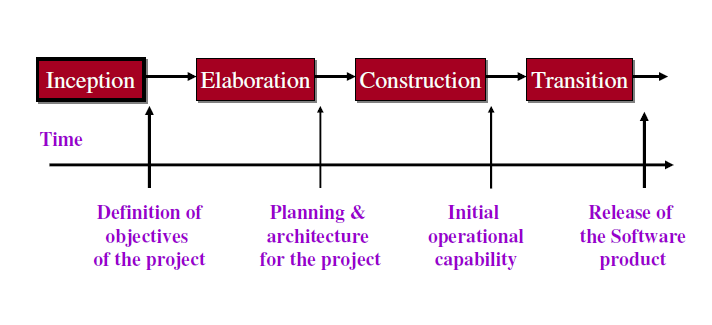 Inception
Elaboration
Construction
Transition
Time
Definition of
objectives
of the project
Planning &
architecture
for the project
Initial
operational
capability
Release of
the Software
product